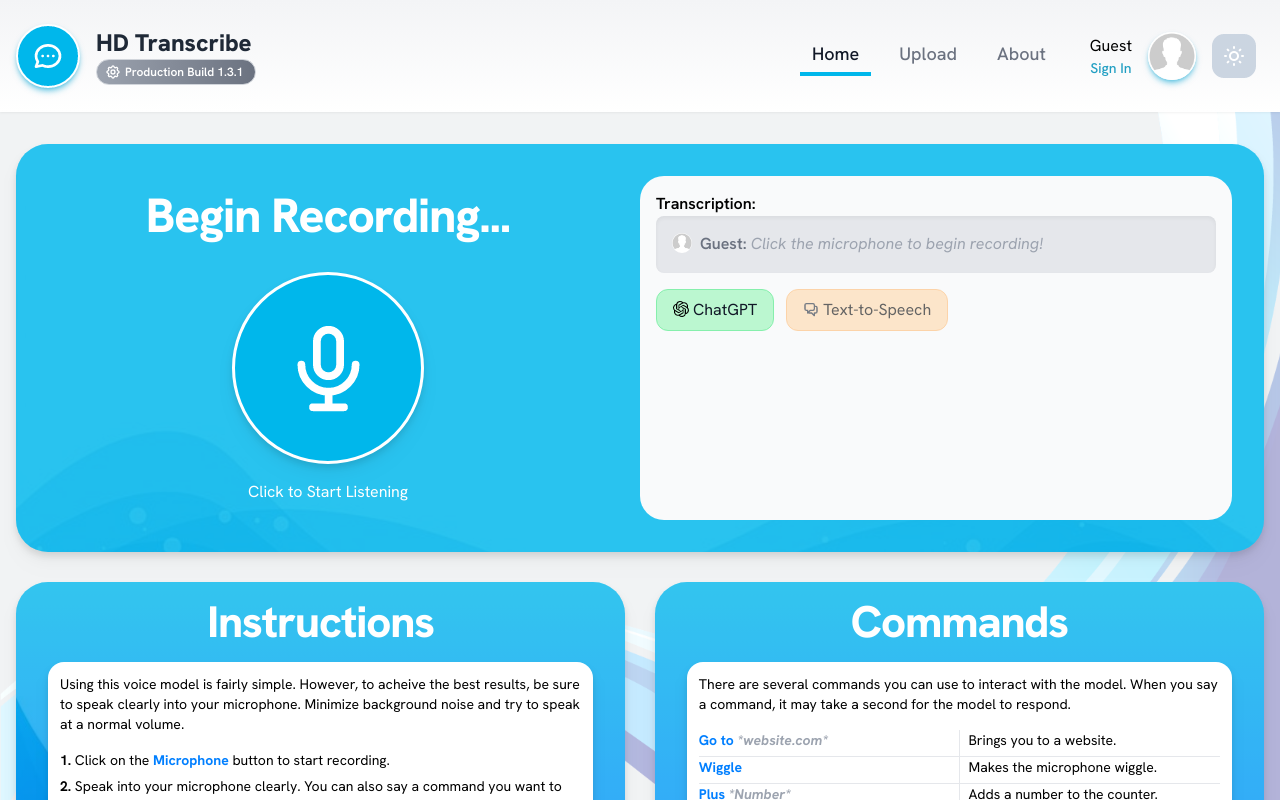 HD Transcribe
Production Build 1.3.1
Home
Upload
About
Guest
Sign In
Begin Recording...
Click to Start Listening
Transcription:
Guest: Click the microphone to begin recording!
ChatGPT
Text-to-Speech
Instructions
Using this voice model is fairly simple. However, to acheive the best results, be sure
to speak clearly into your microphone. Minimize background noise and try to speak
at a normal volume.
1. Click on the Microphone button to start recording.
2. Speak into your microphone clearly. You can also say a command you want to
Commands
There are several commands you can use to interact with the model. When you say
a command, it may take a second for the model to respond.
Go to *website.com* Brings you to a website.
Wiggle Makes the microphone wiggle.
Plus *Number* Adds a number to the counter.